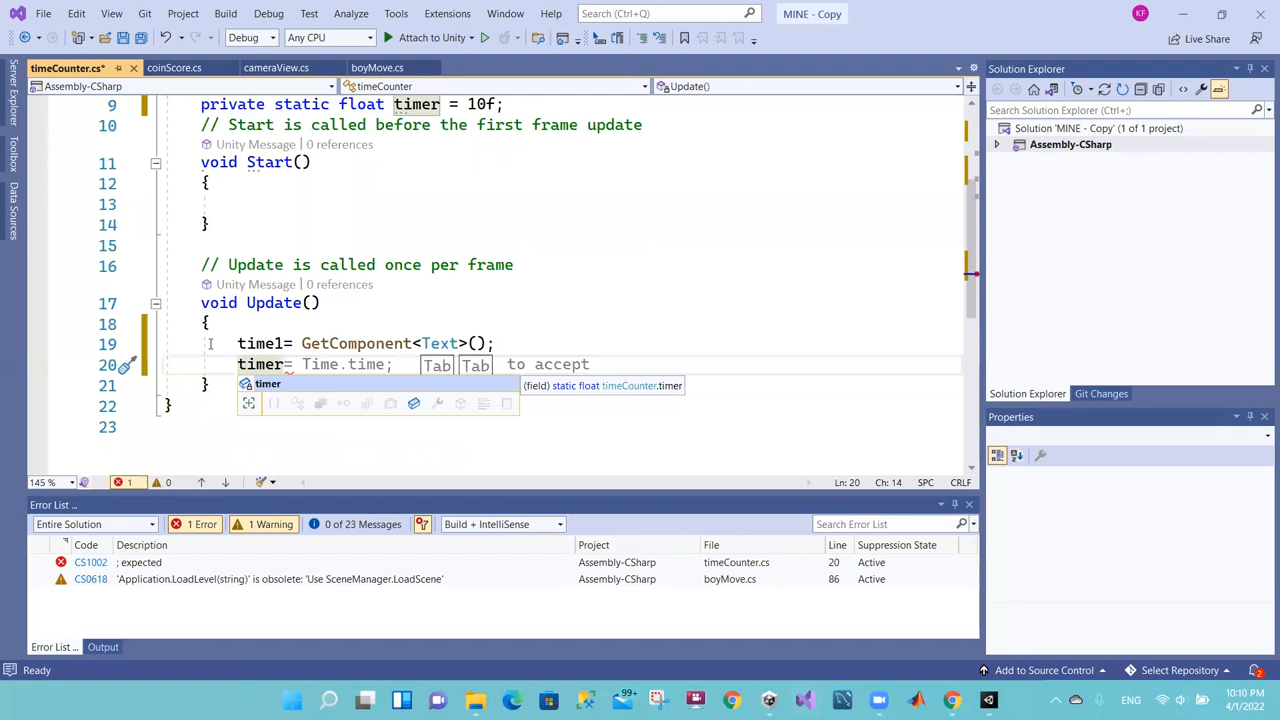 File Edit View Git Project Build Debug Test Analyze Tools Extensions Window Help Search (Ctrl+Q) MINE - Copy KF
Debug Any CPU Attach to Unity Live Share
timeCounter.cs* coinScore.cs cameraView.cs boyMove.cs
Assembly-CSharp timeCounter Update()
Server Explorer
Toolbox
Data Sources
9 private static float timer = 10f;
10 // Start is called before the first frame update
Unity Message | 0 references
11 void Start()
12 {
13
14 }
15
16 // Update is called once per frame
Unity Message | 0 references
17 void Update()
18 {
19 time1= GetComponent<Text>();
20 timer= Time.time; Tab Tab to accept
21 }
22 }
23
timer
(field) static float timeCounter.timer
145 % 1 0 Ln: 20 Ch: 14 SPC CRLF
Error List ...
Entire Solution 1 Error 1 Warning 0 of 23 Messages Build + IntelliSense Search Error List
Code Description Project File Line Suppression State
CS1002 ; expected Assembly-CSharp timeCounter.cs 20 Active
CS0618 'Application.LoadLevel(string)' is obsolete: 'Use SceneManager.LoadScene' Assembly-CSharp boyMove.cs 86 Active
Error List ... Output
Solution Explorer
Search Solution Explorer (Ctrl+;)
Solution 'MINE - Copy' (1 of 1 project)
Assembly-CSharp
Solution Explorer Git Changes
Properties
Ready Add to Source Control Select Repository 2
99+ ENG 10:10 PM
4/1/2022